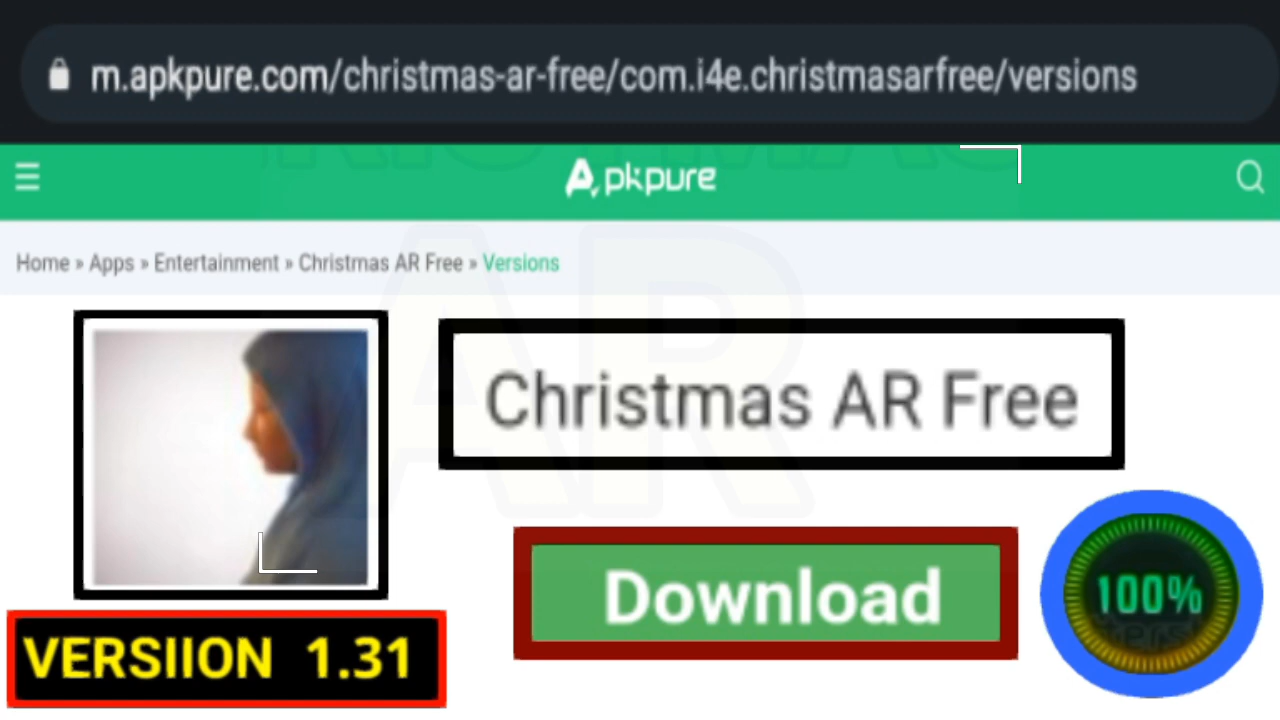 m.apkpure.com/christmas-ar-free/com.i4e.christmasarfree/versions
Apkpure
Home » Apps » Entertainment » Christmas AR Free » Versions
AR
Christmas AR Free
Download
100%
VERSIION 1.31